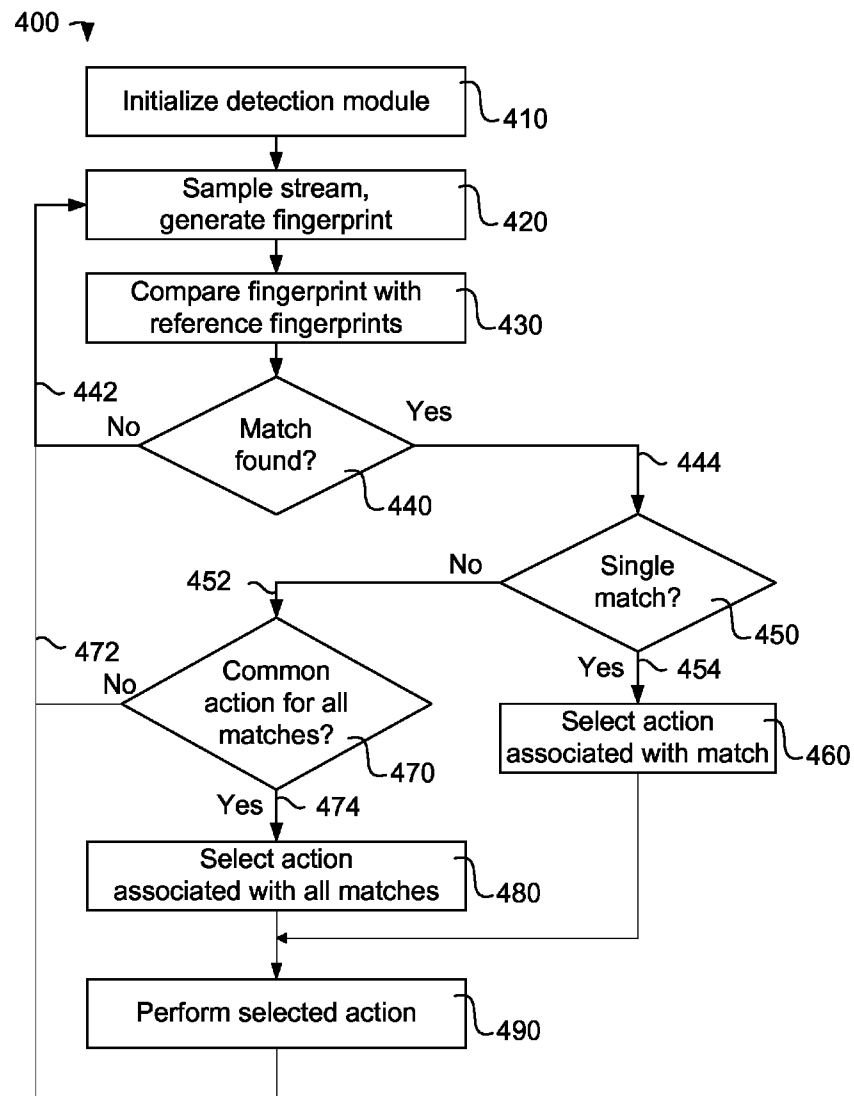 400
Initialize detection module
410
Sample stream,
generate fingerprint
420
Compare fingerprint with
reference fingerprints
430
442
No
Match
found?
Yes
440
444
452
No
Single
match?
450
472
No
Common
action for all
matches?
470
Yes
454
Select action
associated with match
460
Yes
474
Select action
associated with all matches
480
Perform selected action
490